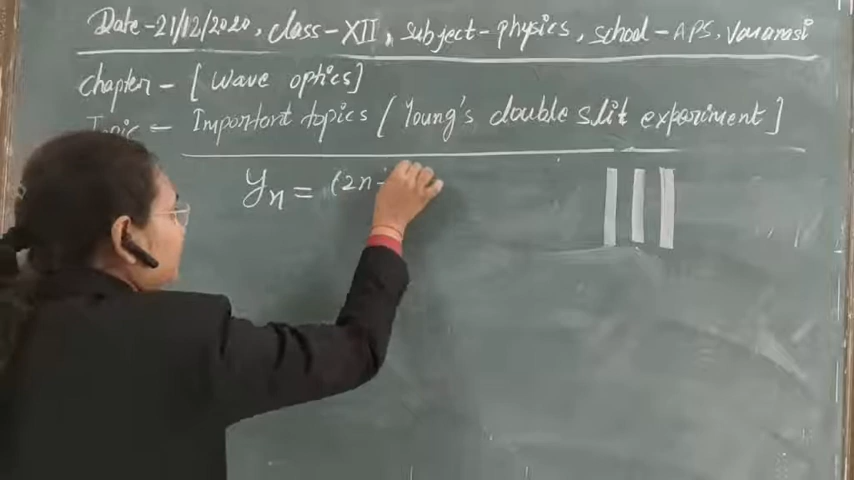 Date-21/12/2020, class-XII, subject-physics, school-APS, Varanasi
chapter - [wave optics]
Topic - Important topics [Young's double slit experiment]
yn = (2n-